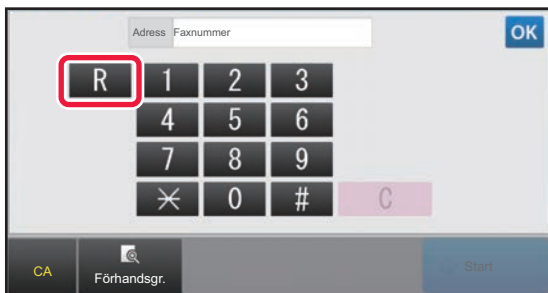 Adress Faxnummer OK
R 1 2 3
4 5 6
7 8 9
* 0 # C
CA Förhandsgr. Start